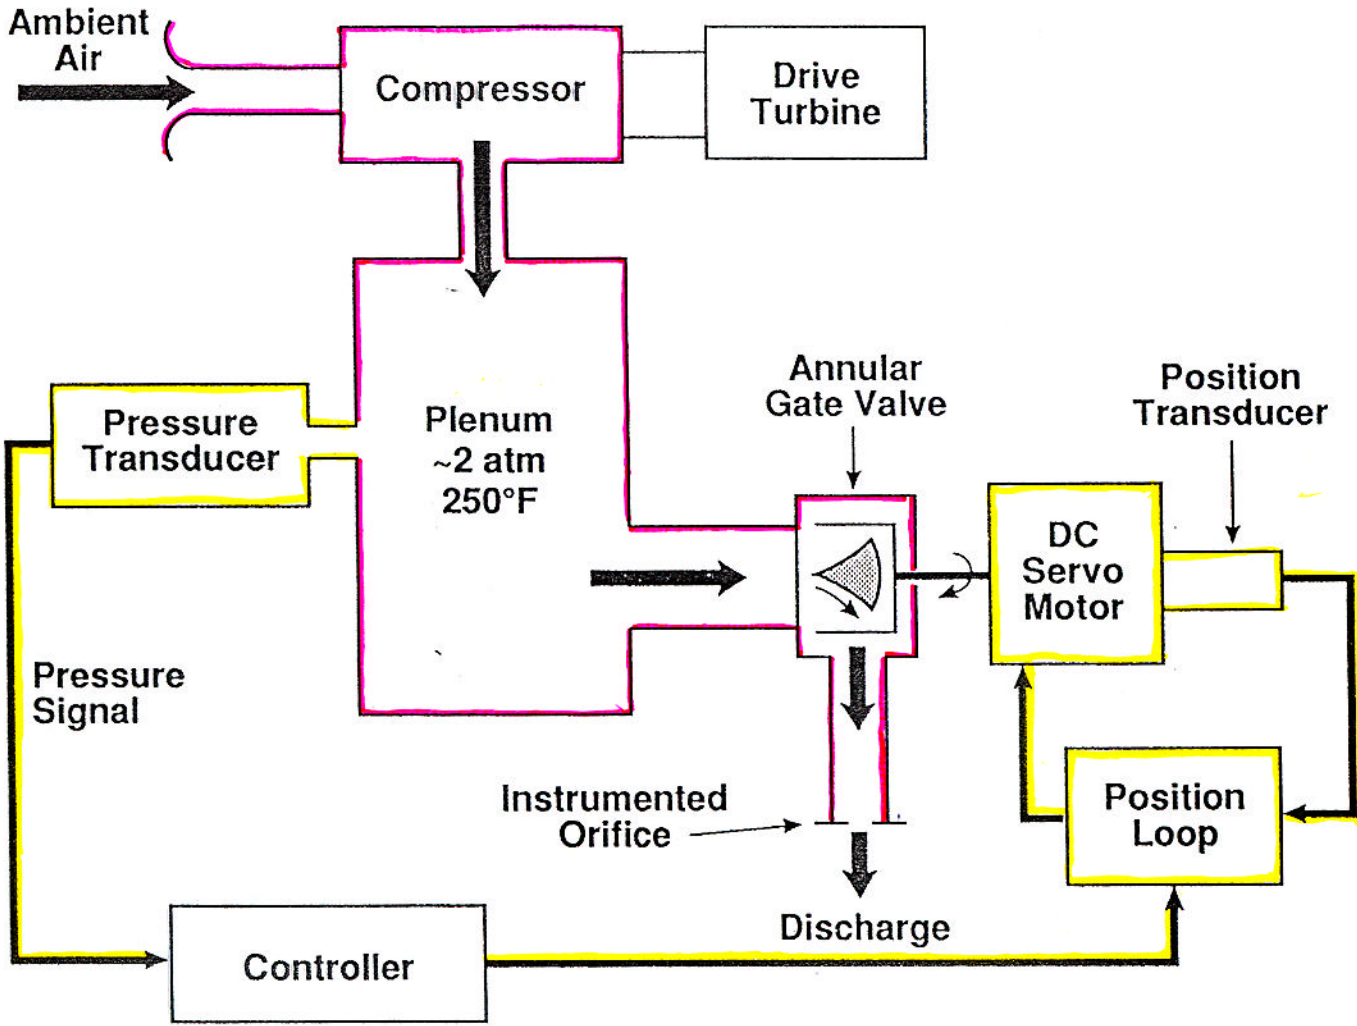 Ambient
Air
Compressor
Drive
Turbine
Annular
Gate Valve
Position
Transducer
Pressure
Transducer
Plenum
~2 atm
250°F
DC
Servo
Motor
Pressure
Signal
Instrumented
Orifice
Position
Loop
Discharge
Controller